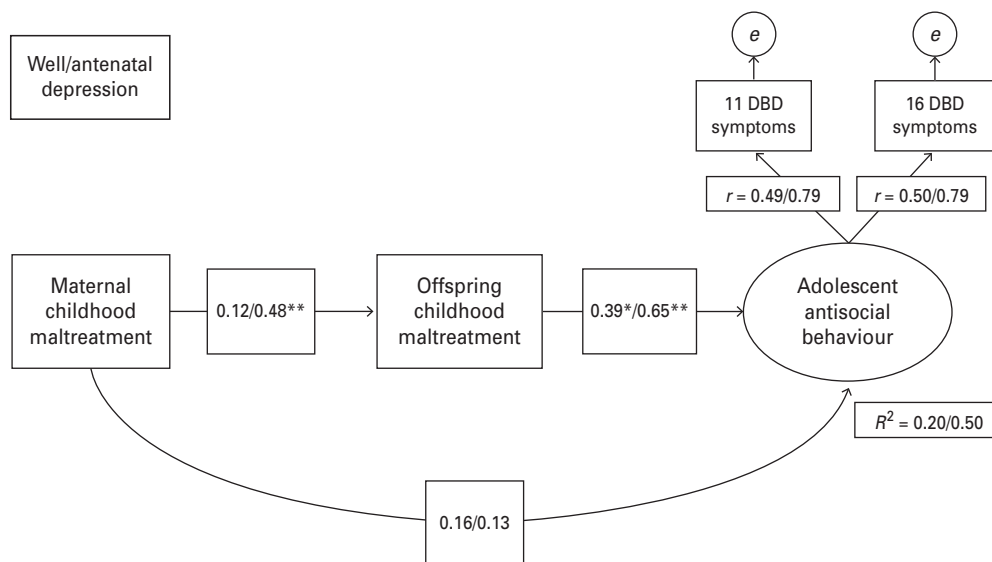 Well/antenatal
depression
e
e
11 DBD
symptoms
16 DBD
symptoms
r = 0.49/0.79
r = 0.50/0.79
Maternal
childhood
maltreatment
0.12/0.48**
Offspring
childhood
maltreatment
0.39*/0.65**
Adolescent
antisocial
behaviour
R² = 0.20/0.50
0.16/0.13